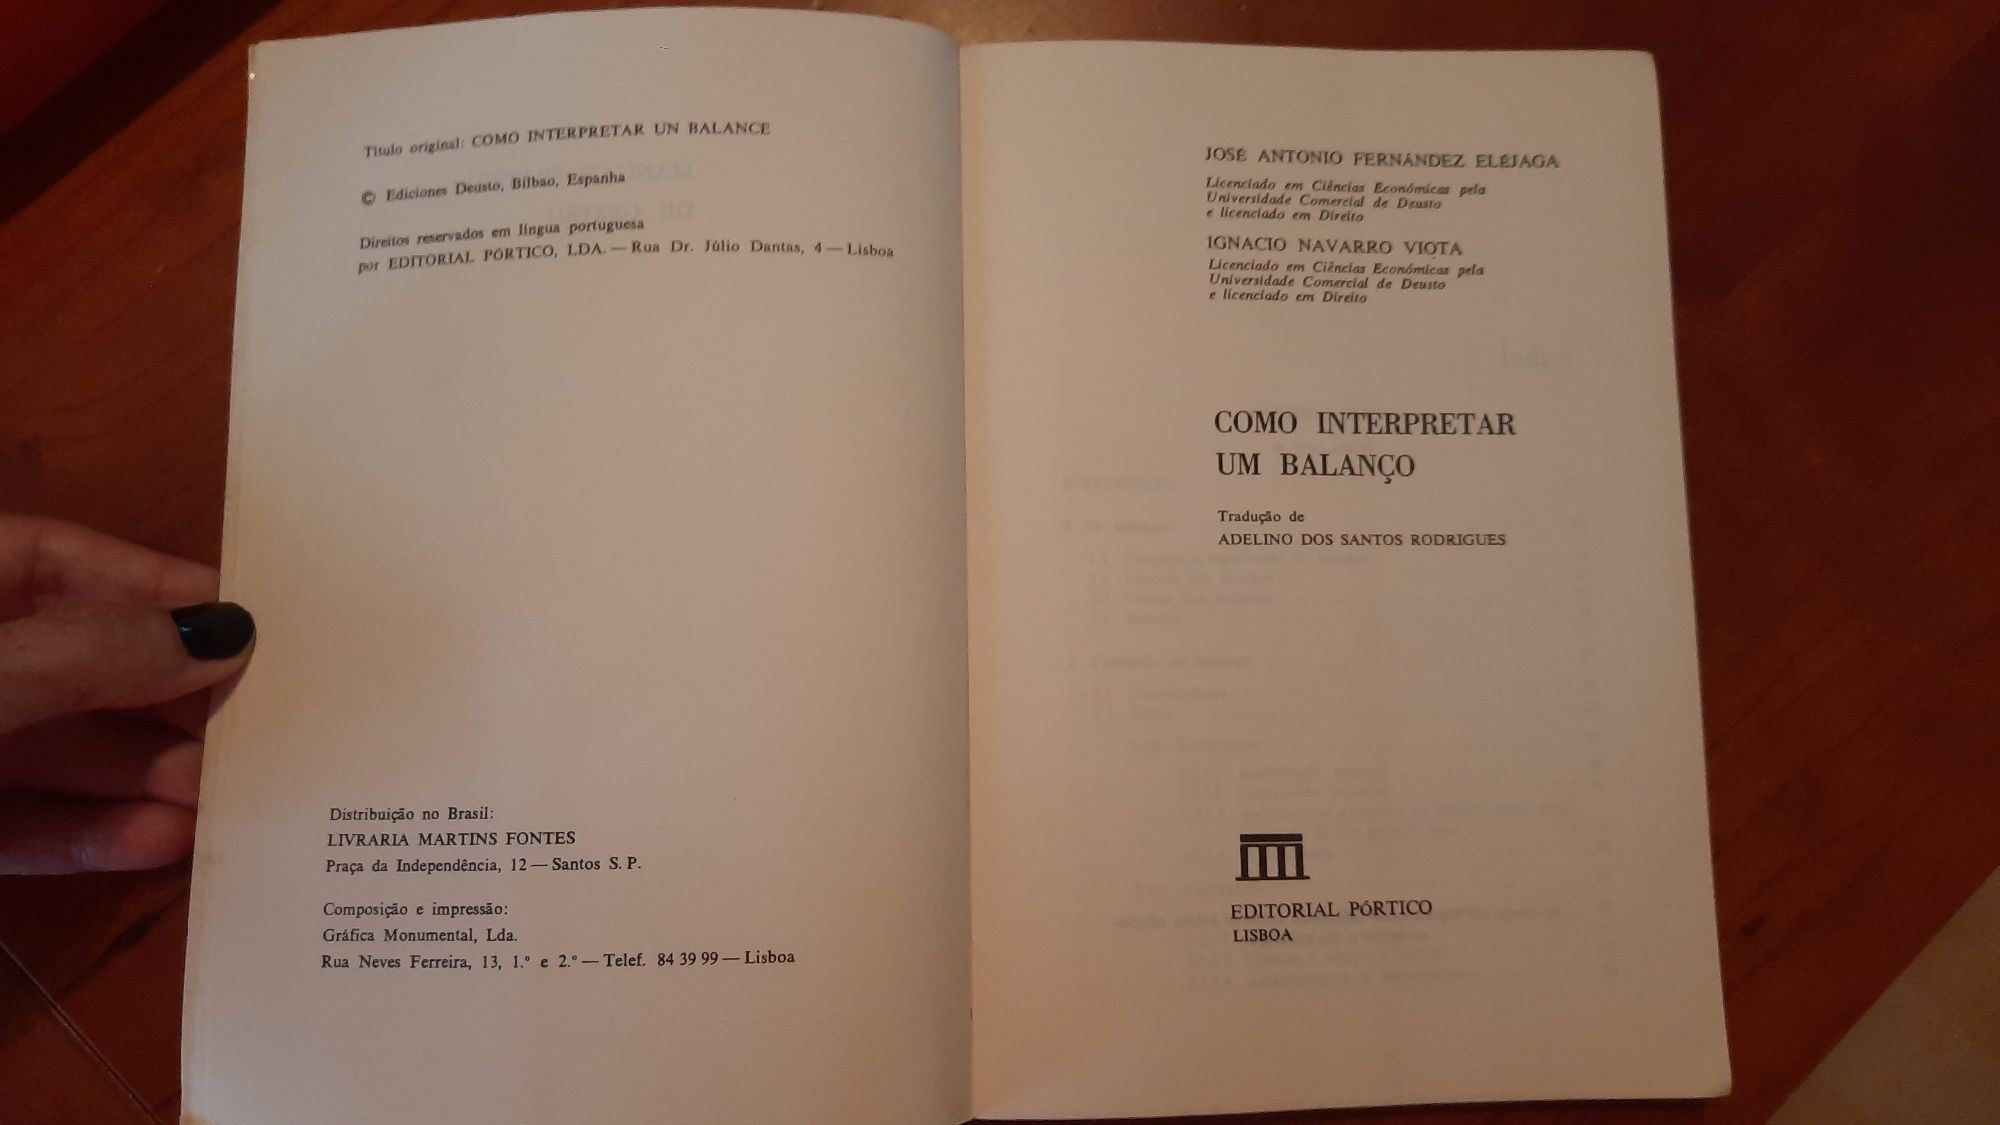 Título original: COMO INTERPRETAR UN BALANCE
© Ediciones Deusto, Bilbao, Espanha
Direitos reservados em língua portuguesa
por EDITORIAL PÓRTICO, LDA. — Rua Dr. Júlio Dantas, 4 — Lisboa
Distribuição no Brasil:
LIVRARIA MARTINS FONTES
Praça da Independência, 12 — Santos S. P.
Composição e impressão:
Gráfica Monumental, Lda.
Rua Neves Ferreira, 13, 1.º e 2.º — Telef. 84 39 99 — Lisboa
JOSÉ ANTONIO FERNÁNDEZ ELÉJAGA
Licenciado em Ciências Económicas pela
Universidade Comercial de Deusto
e licenciado em Direito
IGNACIO NAVARRO VIOTA
Licenciado em Ciências Económicas pela
Universidade Comercial de Deusto
e licenciado em Direito
COMO INTERPRETAR
UM BALANÇO
Tradução de
ADELINO DOS SANTOS RODRIGUES
EDITORIAL PÓRTICO
LISBOA